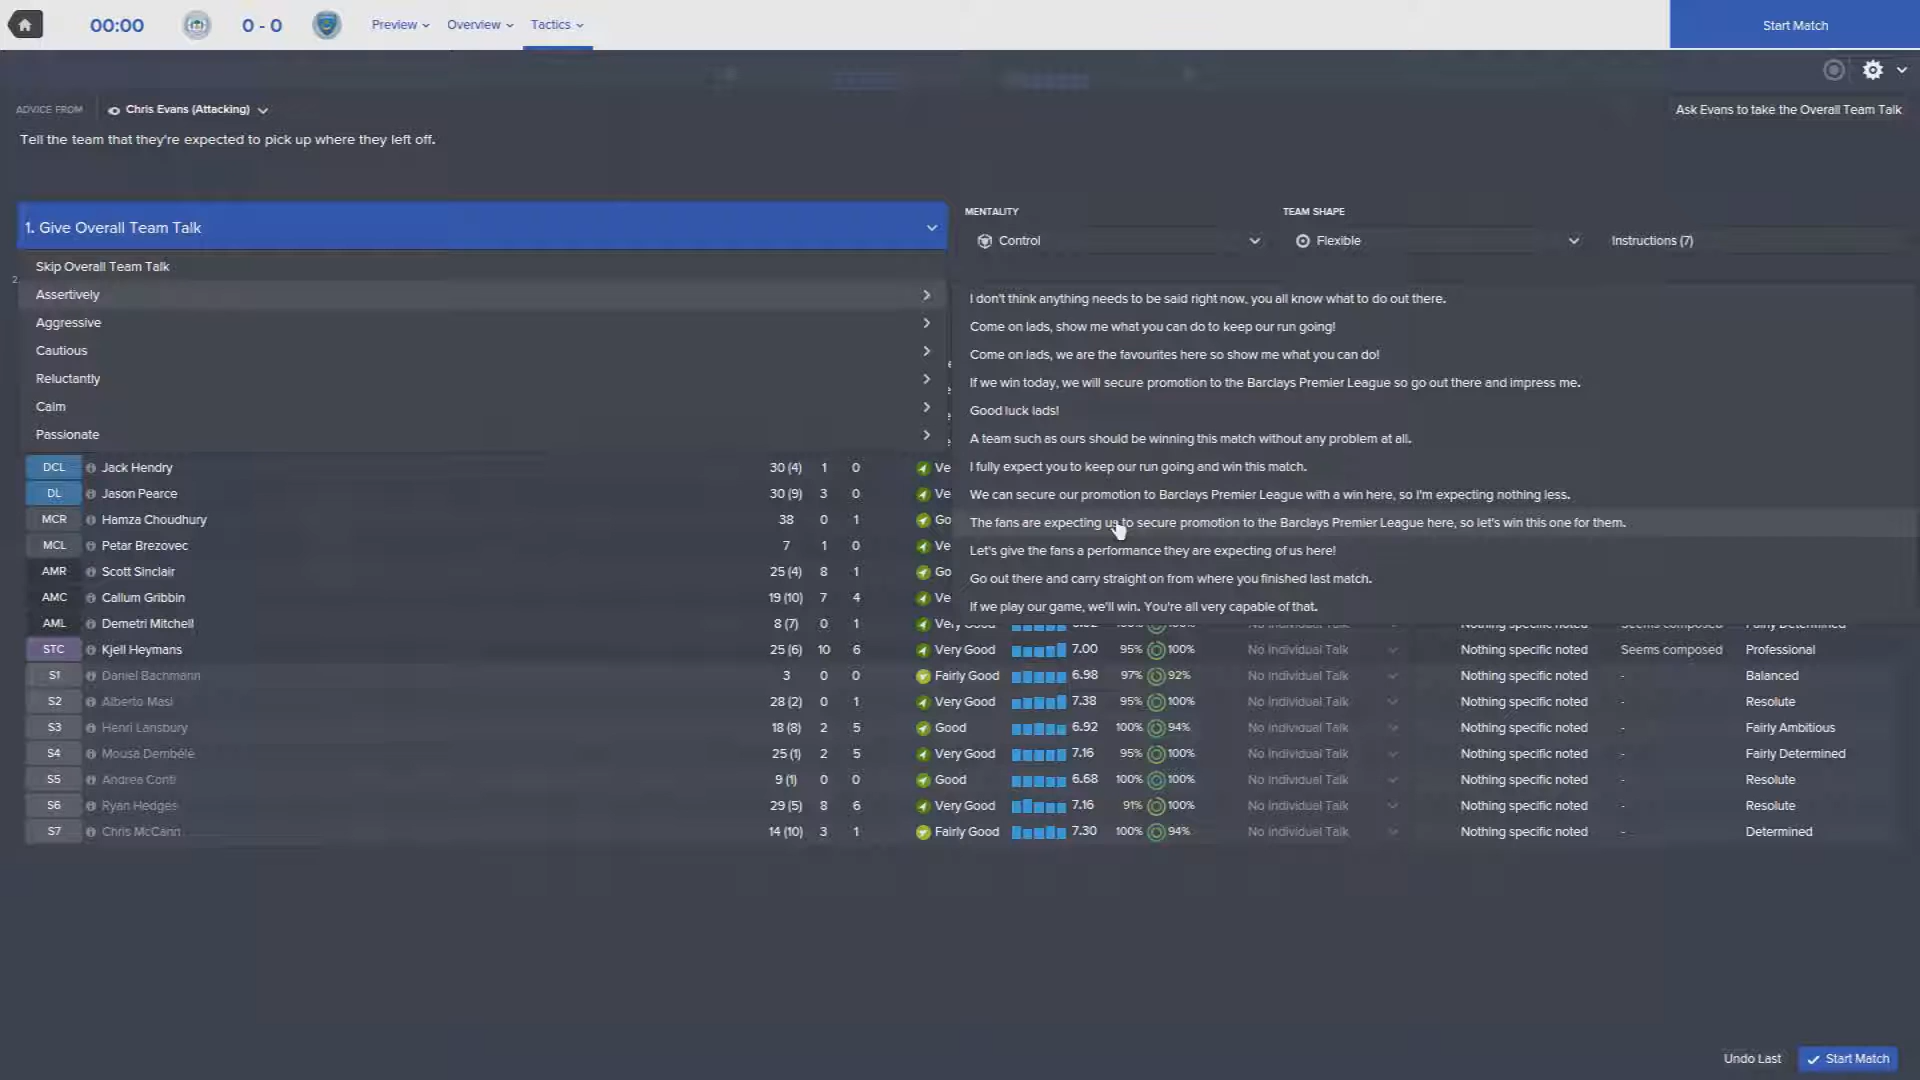 00:00 0 - 0 Preview Overview Tactics Start Match
ADVICE FROM Chris Evans (Attacking) Ask Evans to take the Overall Team Talk
Tell the team that they're expected to pick up where they left off.
MENTALITY TEAM SHAPE
1. Give Overall Team Talk Control Flexible Instructions (7)
Skip Overall Team Talk
2.
Assertively
Aggressive
Cautious
Reluctantly
Calm
Passionate
I don't think anything needs to be said right now, you all know what to do out there.
Come on lads, show me what you can do to keep our run going!
Come on lads, we are the favourites here so show me what you can do!
If we win today, we will secure promotion to the Barclays Premier League so go out there and impress me.
Good luck lads!
A team such as ours should be winning this match without any problem at all.
I fully expect you to keep our run going and win this match.
We can secure our promotion to Barclays Premier League with a win here, so I'm expecting nothing less.
The fans are expecting us to secure promotion to the Barclays Premier League here, so let's win this one for them.
Let's give the fans a performance they are expecting of us here!
Go out there and carry straight on from where you finished last match.
If we play our game, we'll win. You're all very capable of that.
DCL Jack Hendry 30 (4) 1 0 Ve
DL Jason Pearce 30 (9) 3 0 Ve
MCR Hamza Choudhury 38 0 1 Go
MCL Petar Brezovec 7 1 0 Ve
AMR Scott Sinclair 25 (4) 8 1 Go
AMC Callum Gribbin 19 (10) 7 4 Ve
AML Demetri Mitchell 8 (7) 0 1 Very Good No Individual Talk Nothing specific noted Seems composed Fairly Determined
STC Kjell Heymans 25 (6) 10 6 Very Good 7.00 95% 100% No Individual Talk Nothing specific noted Seems composed Professional
S1 Daniel Bachmann 3 0 0 Fairly Good 6.98 97% 92% No Individual Talk Nothing specific noted - Balanced
S2 Alberto Masi 28 (2) 0 1 Very Good 7.38 95% 100% No Individual Talk Nothing specific noted - Resolute
S3 Henri Lansbury 18 (8) 2 5 Good 6.92 100% 94% No Individual Talk Nothing specific noted - Fairly Ambitious
S4 Mousa Dembélé 25 (1) 2 5 Very Good 7.16 95% 100% No Individual Talk Nothing specific noted - Fairly Determined
S5 Andrea Conti 9 (1) 0 0 Good 6.68 100% 100% No Individual Talk Nothing specific noted - Resolute
S6 Ryan Hedges 29 (5) 8 6 Very Good 7.16 91% 100% No Individual Talk Nothing specific noted - Resolute
S7 Chris McCann 14 (10) 3 1 Fairly Good 7.30 100% 94% No Individual Talk Nothing specific noted - Determined
Undo Last Start Match